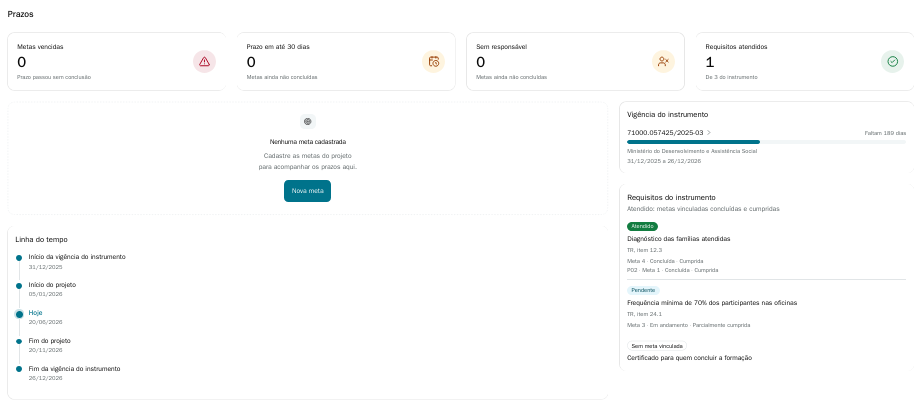 Prazos
Metas vencidas
0
Prazo passou sem conclusão
Prazo em até 30 dias
0
Metas ainda não concluídas
Sem responsável
0
Metas ainda não concluídas
Requisitos atendidos
1
De 3 do instrumento
Nenhuma meta cadastrada
Cadastre as metas do projeto
para acompanhar os prazos aqui.
Nova meta
Linha do tempo
Início da vigência do instrumento
31/12/2025
Início do projeto
05/01/2026
Hoje
20/06/2026
Fim do projeto
20/11/2026
Fim da vigência do instrumento
26/12/2026
Vigência do instrumento
71000.057425/2025-03
Faltam 189 dias
Ministério do Desenvolvimento e Assistência Social
31/12/2025 a 26/12/2026
Requisitos do instrumento
Atendido: metas vinculadas concluídas e cumpridas
Atendido
Diagnóstico das famílias atendidas
TR, item 12.3
Meta 4 · Concluída · Cumprida
P02 · Meta 1 · Concluída · Cumprida
Pendente
Frequência mínima de 70% dos participantes nas oficinas
TR, item 24.1
Meta 3 · Em andamento · Parcialmente cumprida
Sem meta vinculada
Certificado para quem concluir a formação